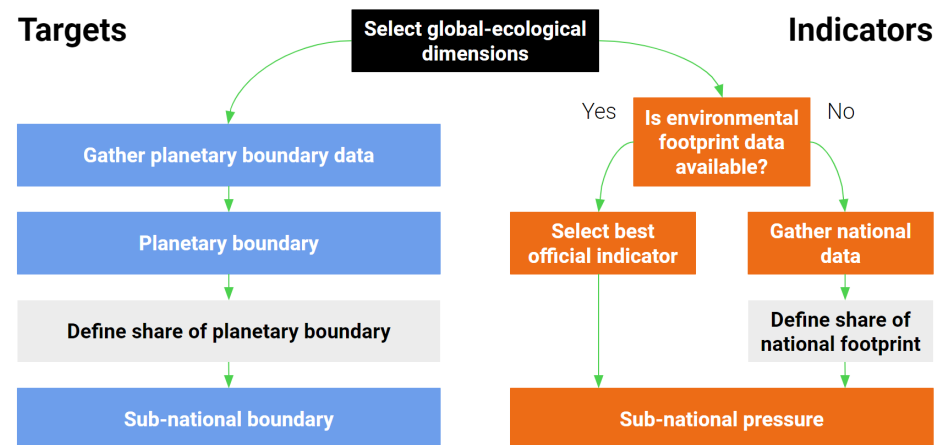 Targets
Select global-ecological
dimensions
Indicators
Gather planetary boundary data
Planetary boundary
Define share of planetary boundary
Sub-national boundary
Yes
Is environmental
footprint data
available?
No
Select best
official indicator
Gather national
data
Define share of
national footprint
Sub-national pressure